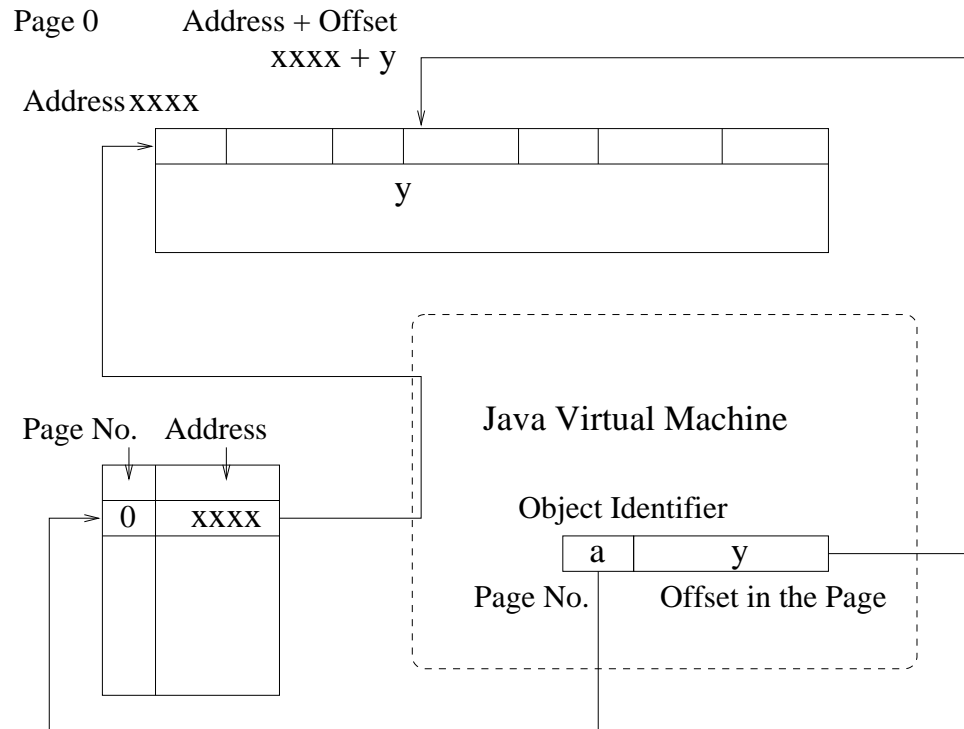 Page 0 Address + Offset
xxxx + y
Address xxxx
y
Java Virtual Machine
Page No. Address
Object Identifier
0 xxxx
a y
Page No. Offset in the Page